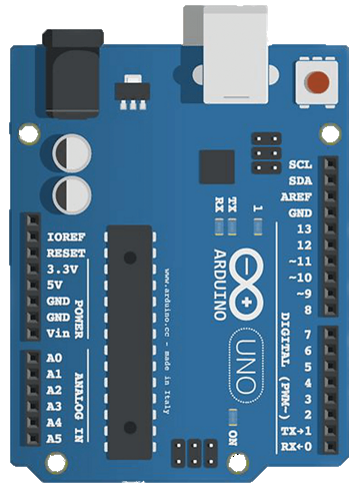 SCL
SDA
AREF
GND
13
12
~11
~10
~9
8
7
6
5
4
3
2
TX→1
RX←0
DIGITAL (PWM~)
IOREF
RESET
3.3V
5V
GND
GND
Vin
POWER
A0
A1
A2
A3
A4
A5
ANALOG IN
RX
TX
1
www.arduino.cc - made in Italy
ARDUINO
UNO
ON